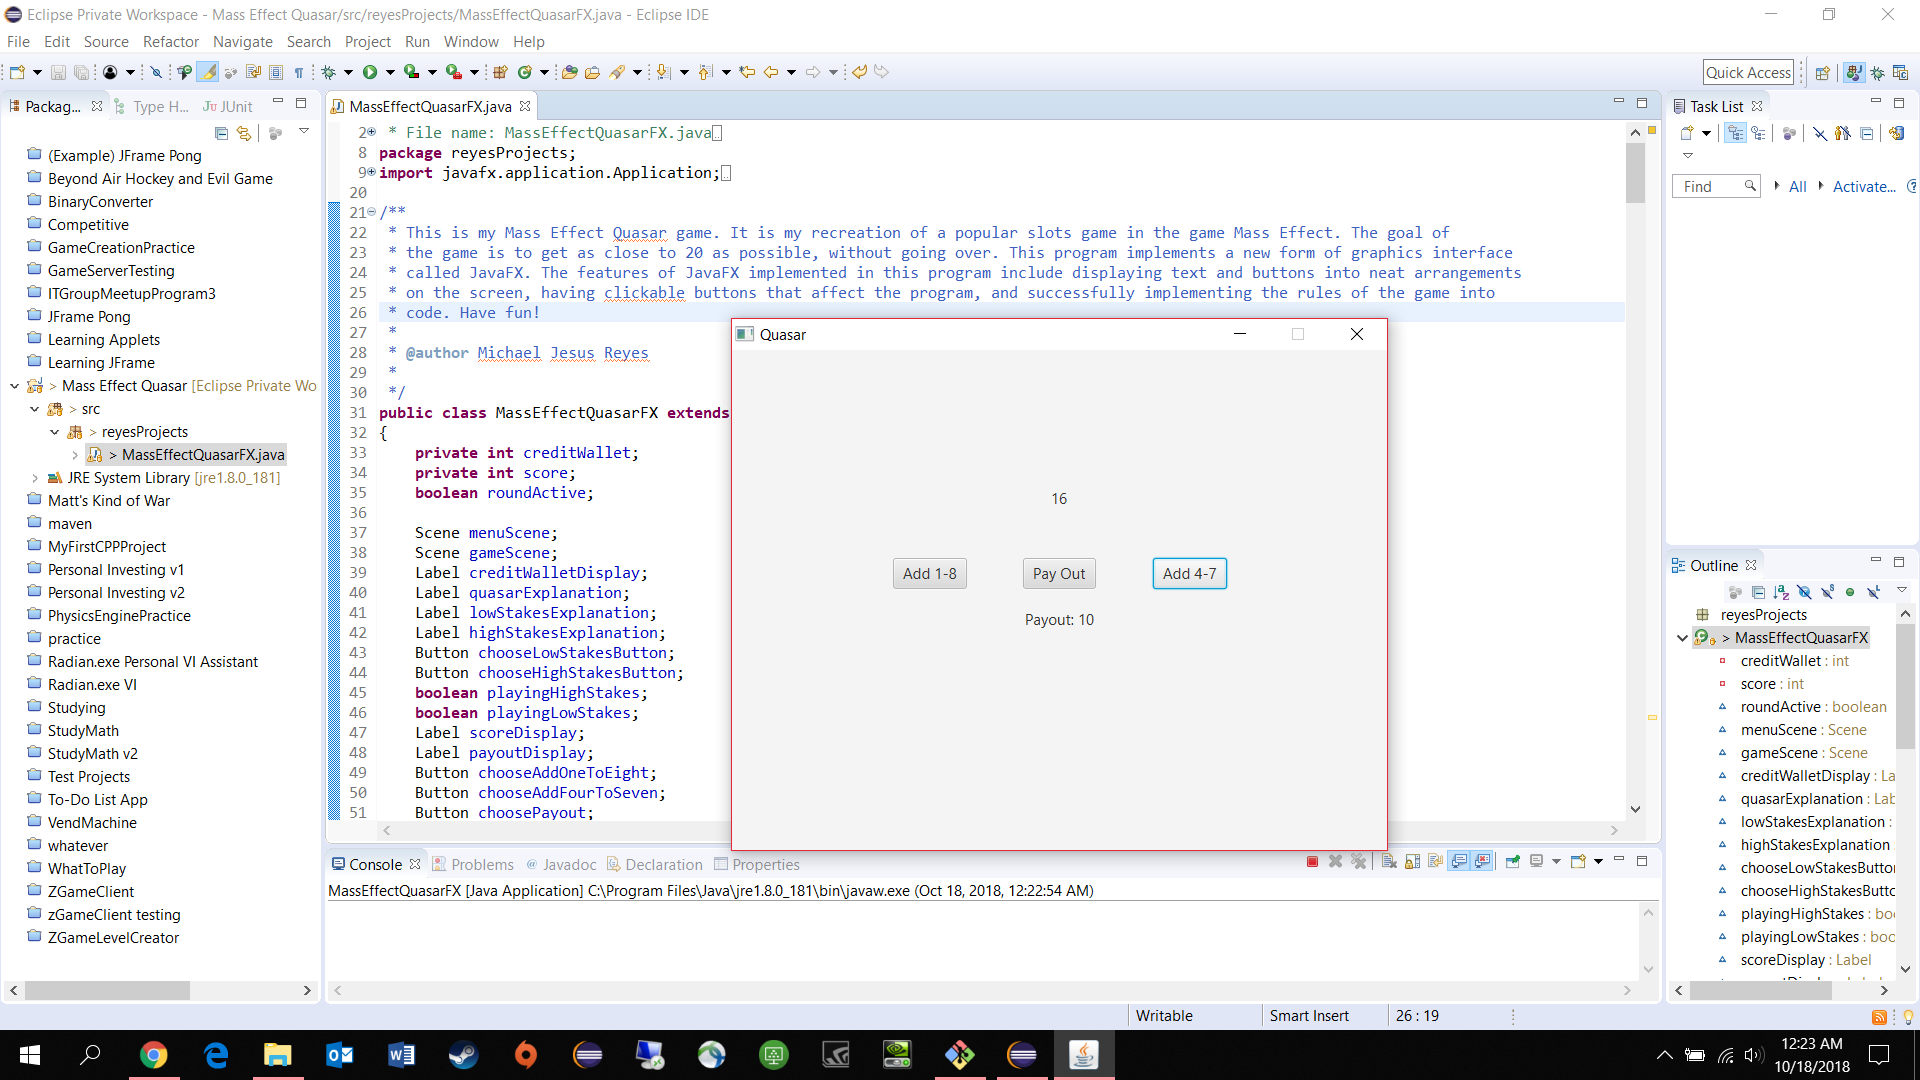 Eclipse Private Workspace - Mass Effect Quasar/src/reyesProjects/MassEffectQuasarFX.java - Eclipse IDE
File Edit Source Refactor Navigate Search Project Run Window Help
Quick Access
Packag...
Type H...
JUnit
(Example) JFrame Pong
Beyond Air Hockey and Evil Game
BinaryConverter
Competitive
GameCreationPractice
GameServerTesting
ITGroupMeetupProgram3
JFrame Pong
Learning Applets
Learning JFrame
> Mass Effect Quasar [Eclipse Private Wo
> src
> reyesProjects
> MassEffectQuasarFX.java
JRE System Library [jre1.8.0_181]
Matt's Kind of War
maven
MyFirstCPPProject
Personal Investing v1
Personal Investing v2
PhysicsEnginePractice
practice
Radian.exe Personal VI Assistant
Radian.exe VI
Studying
StudyMath
StudyMath v2
Test Projects
To-Do List App
VendMachine
whatever
WhatToPlay
ZGameClient
zGameClient testing
ZGameLevelCreator
MassEffectQuasarFX.java
2 * File name: MassEffectQuasarFX.java
8 package reyesProjects;
9 import javafx.application.Application;
20
21 /**
22 * This is my Mass Effect Quasar game. It is my recreation of a popular slots game in the game Mass Effect. The goal of
23 * the game is to get as close to 20 as possible, without going over. This program implements a new form of graphics interface
24 * called JavaFX. The features of JavaFX implemented in this program include displaying text and buttons into neat arrangements
25 * on the screen, having clickable buttons that affect the program, and successfully implementing the rules of the game into
26 * code. Have fun!
27 *
28 * @author Michael Jesus Reyes
29 *
30 */
31 public class MassEffectQuasarFX extends
32 {
33 private int creditWallet;
34 private int score;
35 boolean roundActive;
36
37 Scene menuScene;
38 Scene gameScene;
39 Label creditWalletDisplay;
40 Label quasarExplanation;
41 Label lowStakesExplanation;
42 Label highStakesExplanation;
43 Button chooseLowStakesButton;
44 Button chooseHighStakesButton;
45 boolean playingHighStakes;
46 boolean playingLowStakes;
47 Label scoreDisplay;
48 Label payoutDisplay;
49 Button chooseAddOneToEight;
50 Button chooseAddFourToSeven;
51 Button choosePayout;
Quasar
16
Add 1-8
Pay Out
Add 4-7
Payout: 10
Console
Problems
@ Javadoc
Declaration
Properties
MassEffectQuasarFX [Java Application] C:\Program Files\Java\jre1.8.0_181\bin\javaw.exe (Oct 18, 2018, 12:22:54 AM)
Task List
Find
All
Activate...
Outline
reyesProjects
> MassEffectQuasarFX
creditWallet : int
score : int
roundActive : boolean
menuScene : Scene
gameScene : Scene
creditWalletDisplay : La
quasarExplanation : Lab
lowStakesExplanation :
highStakesExplanation
chooseLowStakesButton
chooseHighStakesButto
playingHighStakes : boo
playingLowStakes : boo
scoreDisplay : Label
Writable
Smart Insert
26 : 19
12:23 AM
10/18/2018